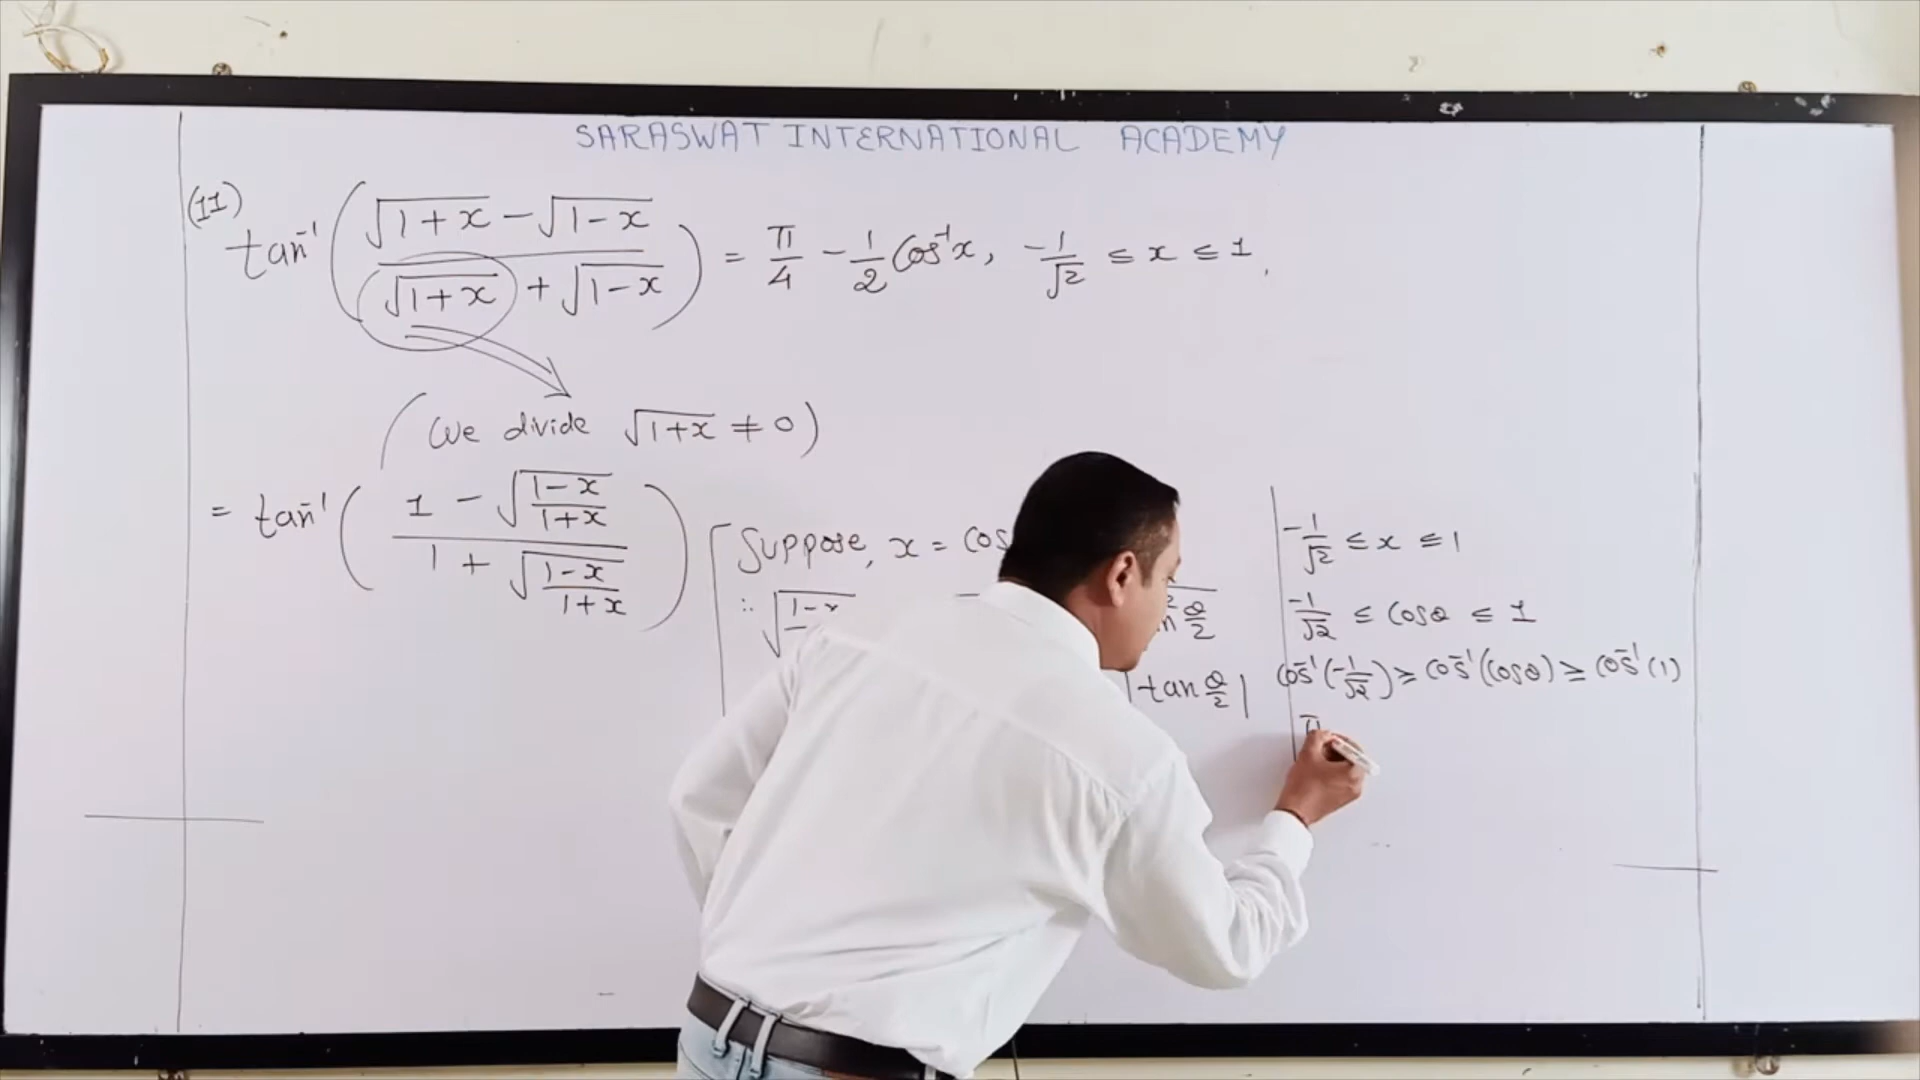 SARASWAT INTERNATIONAL ACADEMY
(11) tan⁻¹( (√(1+x) − √(1−x)) / (√(1+x) + √(1−x)) ) = π/4 − 1/2 Cos⁻¹x, −1/√2 ≤ x ≤ 1,
(We divide √(1+x) ≠ 0)
= tan⁻¹( (1 − √((1−x)/(1+x))) / (1 + √((1−x)/(1+x))) )
Suppose, x = cos
∴ √(1−x
θ/2
|tan θ/2|
−1/√2 ≤ x ≤ 1
−1/√2 ≤ Cosθ ≤ 1
Cos⁻¹(−1/√2) ≥ Cos⁻¹(Cosθ) ≥ Cos⁻¹(1)
π